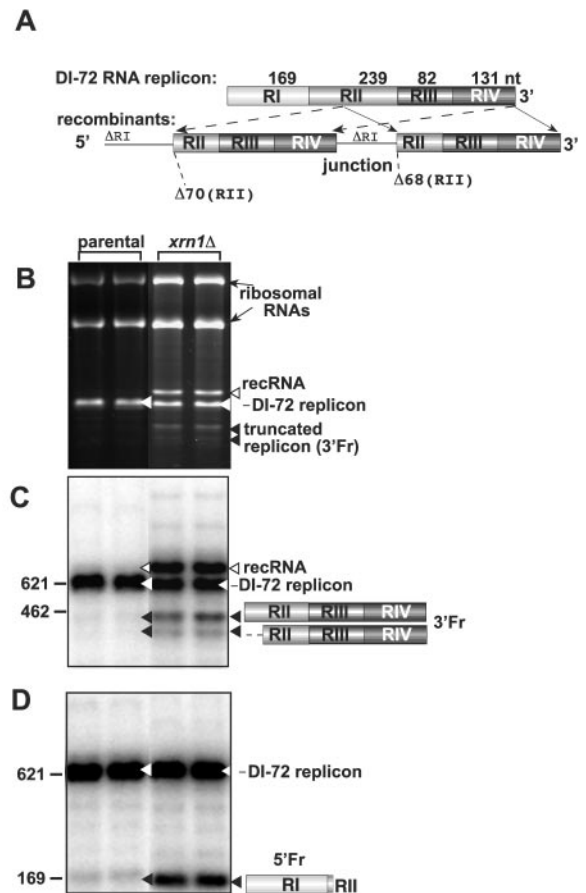 A
169 239 82 131 nt
DI-72 RNA replicon: RI RII RIII RIV 3'
recombinants:
5' ΔRI RII RIII RIV ΔRI RII RIII RIV 3'
junction
Δ70(RII) Δ68(RII)
parental xrn1Δ
B
ribosomal
RNAs
recRNA
DI-72 replicon
truncated
replicon (3'Fr)
C
recRNA
621 DI-72 replicon
462 RII RIII RIV
3'Fr
RII RIII RIV
D
621 DI-72 replicon
5'Fr
169 RI RII